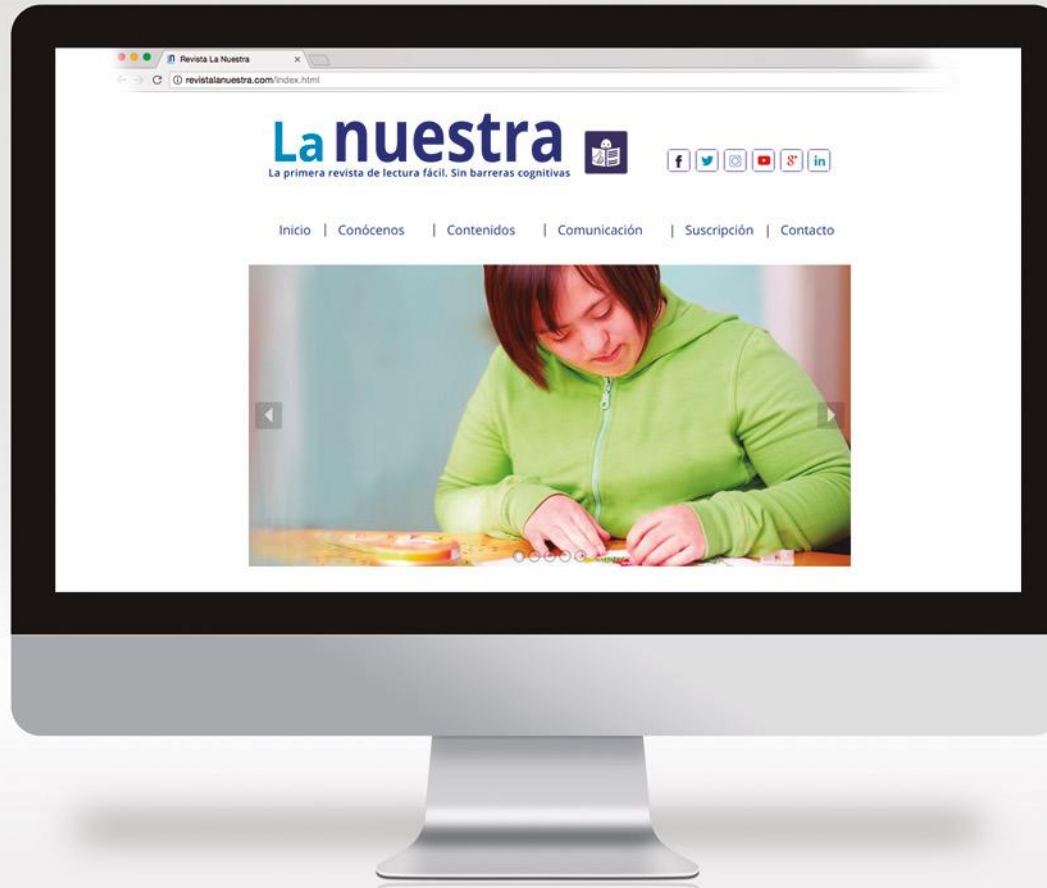 Revista La Nuestra
revistalanuestra.com/index.html
La nuestra
La primera revista de lectura fácil. Sin barreras cognitivas
f g+ in
Inicio | Conócenos | Contenidos | Comunicación | Suscripción | Contacto